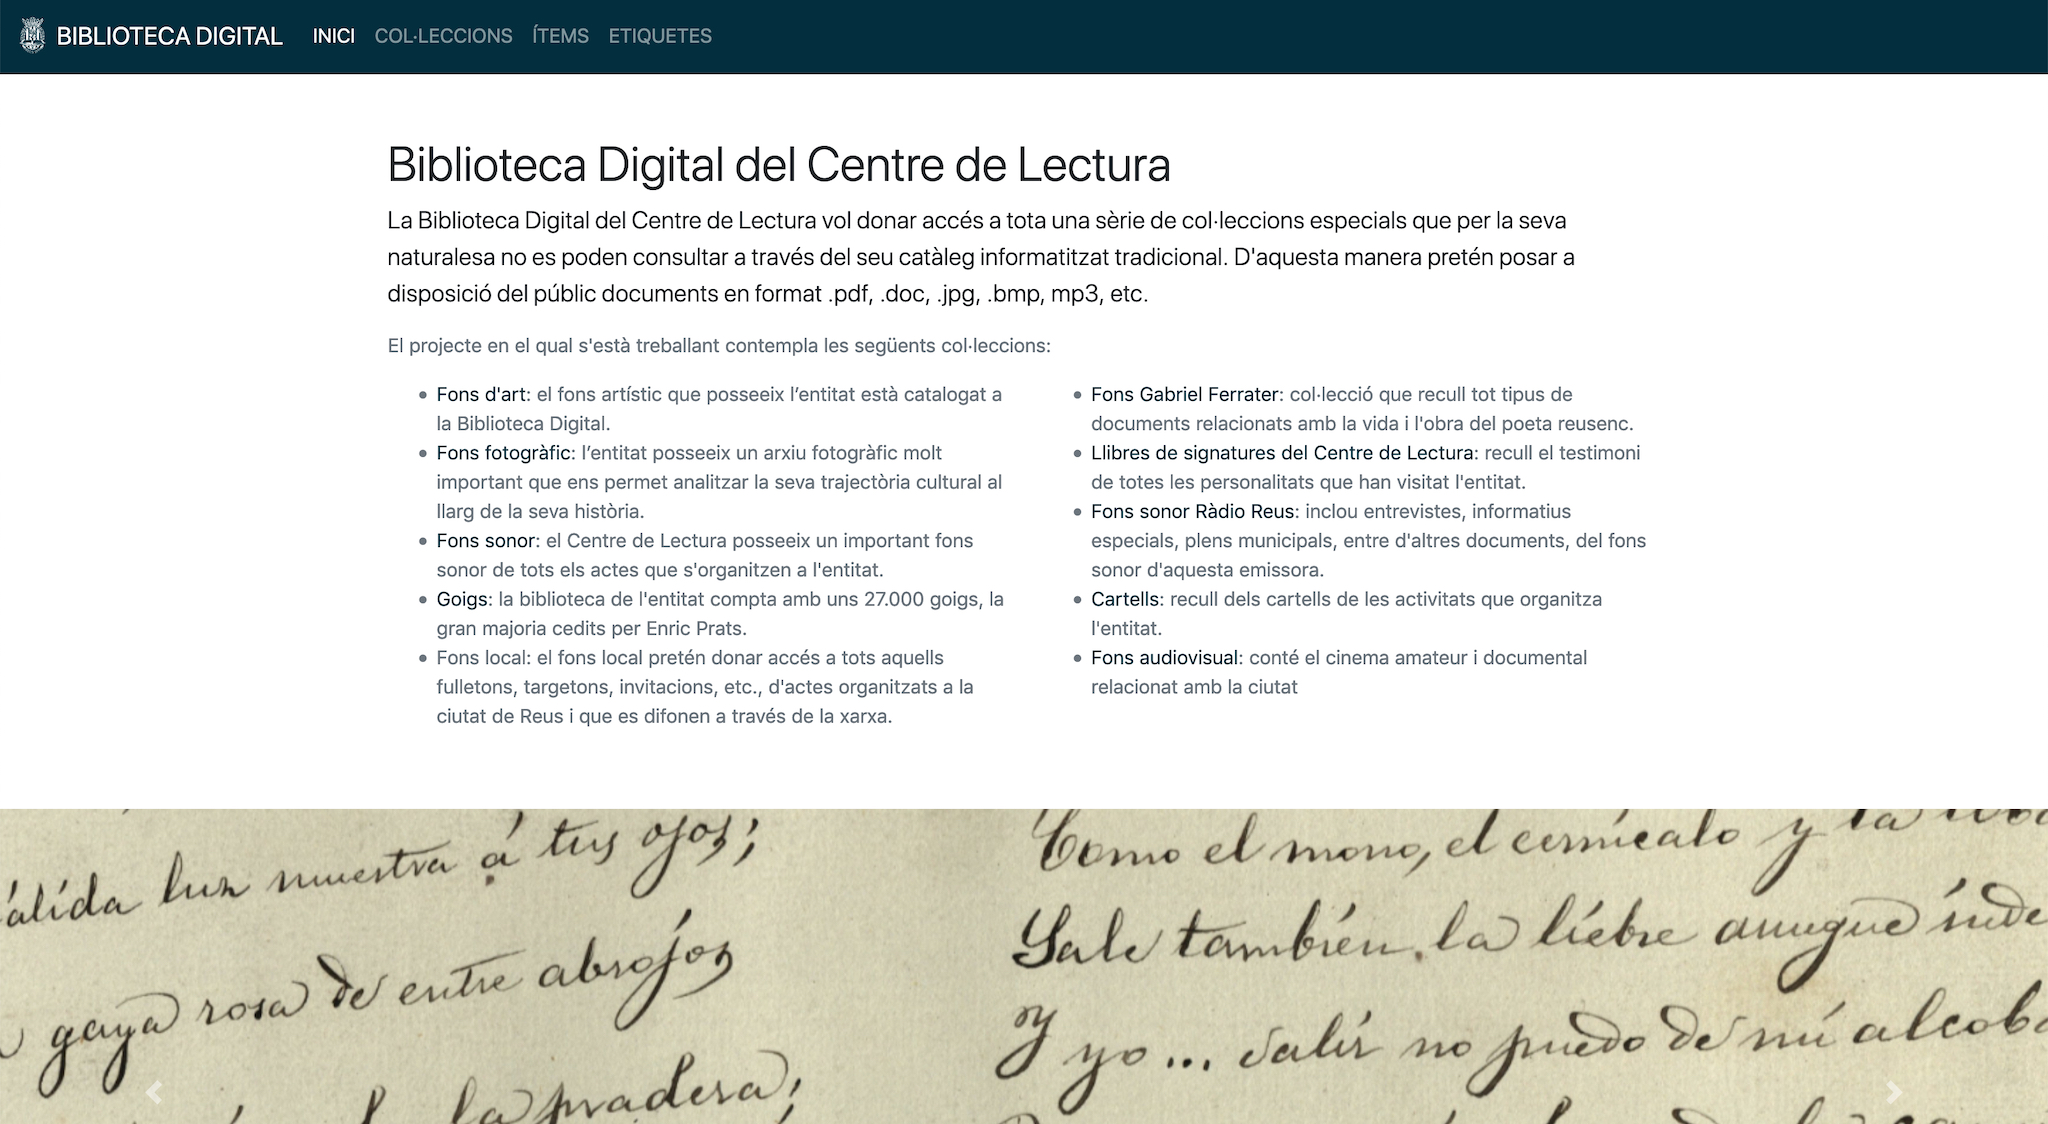 BIBLIOTECA DIGITAL INICI COL·LECCIONS ÍTEMS ETIQUETES
Biblioteca Digital del Centre de Lectura
La Biblioteca Digital del Centre de Lectura vol donar accés a tota una sèrie de col·leccions especials que per la seva
naturalesa no es poden consultar a través del seu catàleg informatitzat tradicional. D'aquesta manera pretén posar a
disposició del públic documents en format .pdf, .doc, .jpg, .bmp, mp3, etc.
El projecte en el qual s'està treballant contempla les següents col·leccions:
• Fons d'art: el fons artístic que posseeix l’entitat està catalogat a
la Biblioteca Digital.
• Fons fotogràfic: l’entitat posseeix un arxiu fotogràfic molt
important que ens permet analitzar la seva trajectòria cultural al
llarg de la seva història.
• Fons sonor: el Centre de Lectura posseeix un important fons
sonor de tots els actes que s'organitzen a l'entitat.
• Goigs: la biblioteca de l'entitat compta amb uns 27.000 goigs, la
gran majoria cedits per Enric Prats.
• Fons local: el fons local pretén donar accés a tots aquells
fulletons, targetons, invitacions, etc., d'actes organitzats a la
ciutat de Reus i que es difonen a través de la xarxa.
• Fons Gabriel Ferrater: col·lecció que recull tot tipus de
documents relacionats amb la vida i l'obra del poeta reusenc.
• Llibres de signatures del Centre de Lectura: recull el testimoni
de totes les personalitats que han visitat l'entitat.
• Fons sonor Ràdio Reus: inclou entrevistes, informatius
especials, plens municipals, entre d'altres documents, del fons
sonor d'aquesta emissora.
• Cartells: recull dels cartells de les activitats que organitza
l'entitat.
• Fons audiovisual: conté el cinema amateur i documental
relacionat amb la ciutat
álida luz muestra á tus ojos;
gaya rosa de entre abrojos
la pradera;
Como el mono, el cernícalo y la
Sale también la liebre aunque
Y yo... salir no puedo de mi alcoba